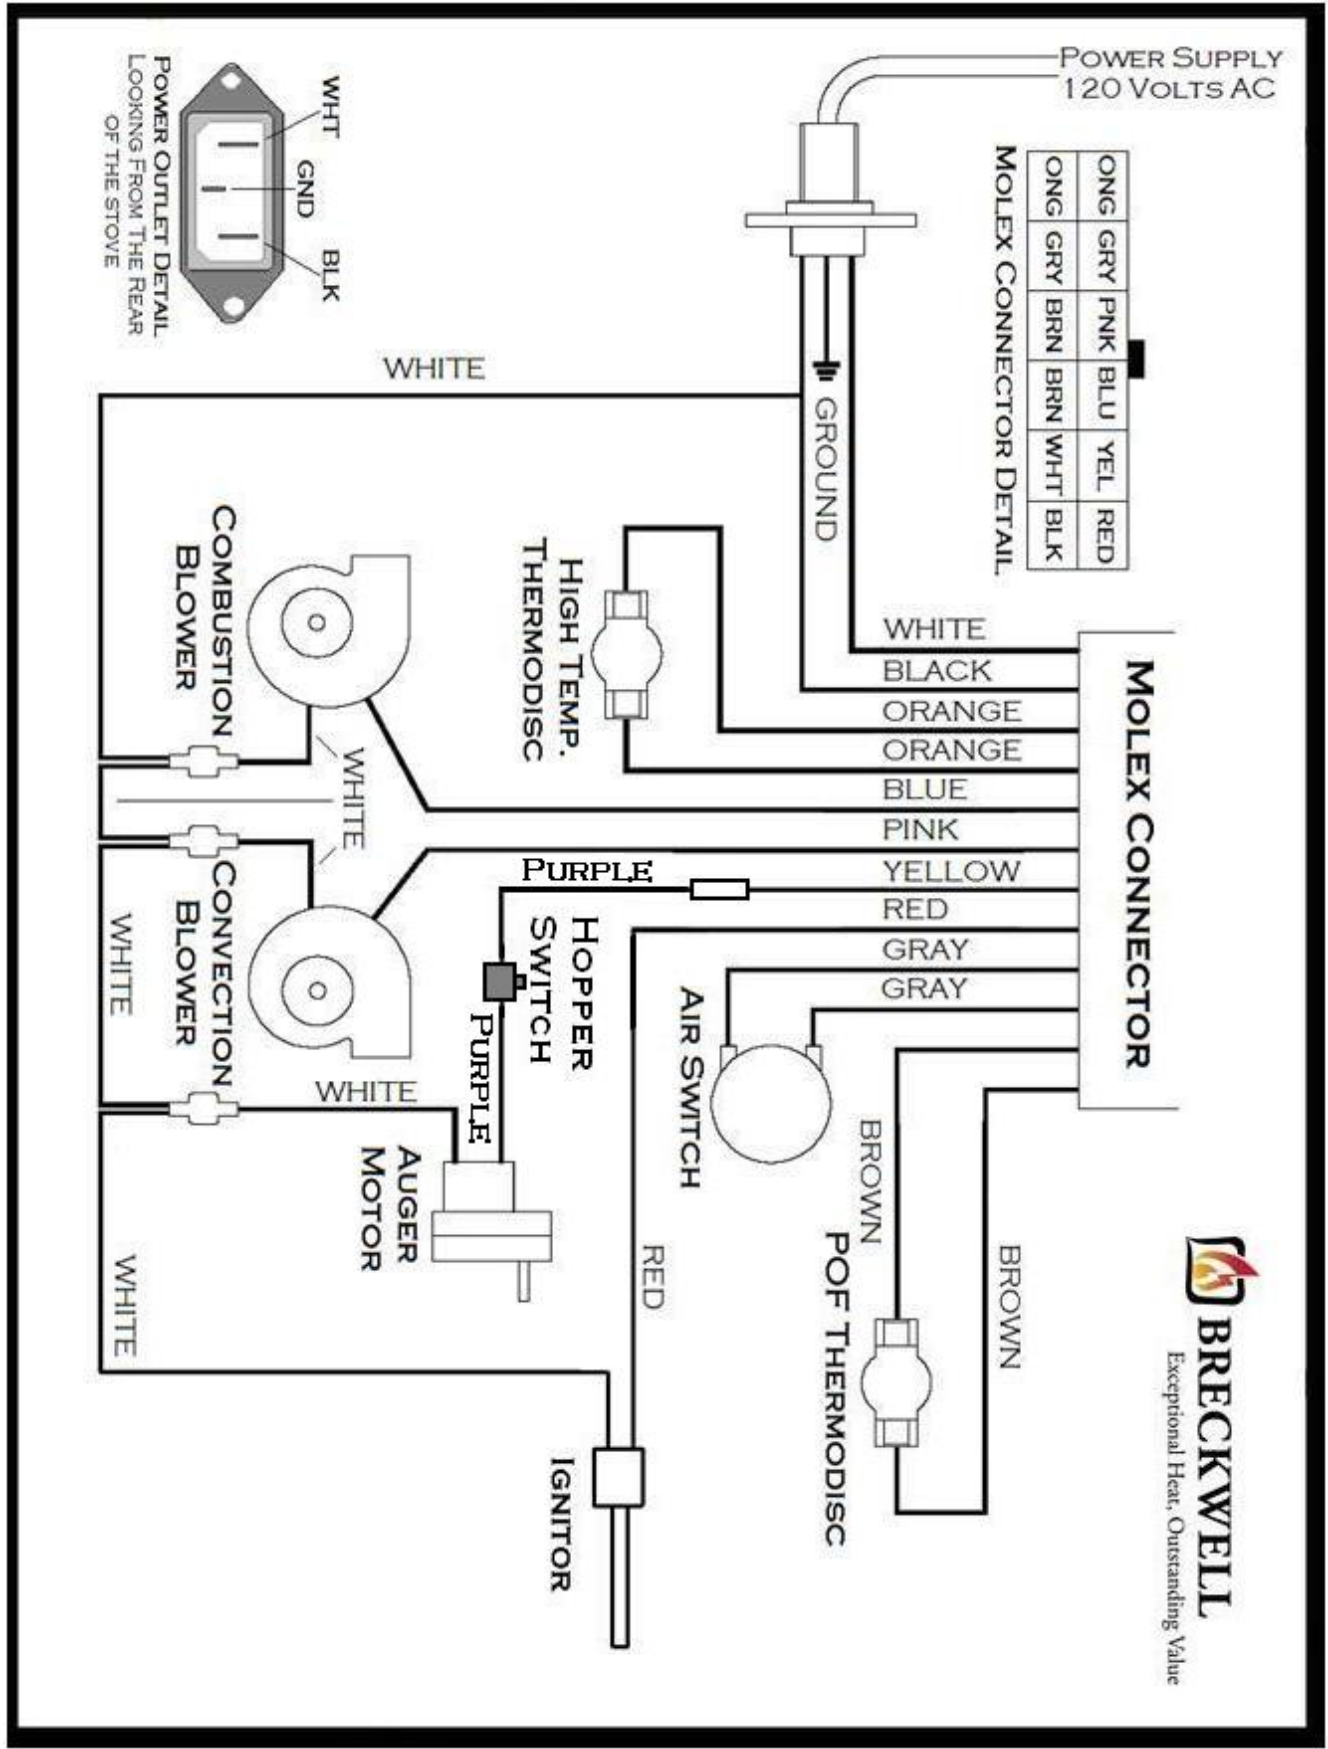 POWER SUPPLY
120 VOLTS AC
ONG GRY PNK BLU YEL RED
ONG GRY BRN BRN WHT BLK
MOLEX CONNECTOR DETAIL
WHT
GND
BLK
POWER OUTLET DETAIL
LOOKING FROM THE REAR
OF THE STOVE
WHITE
GROUND
HIGH TEMP.
THERMODISC
COMBUSTION
BLOWER
WHITE
BLACK
ORANGE
ORANGE
BLUE
PINK
YELLOW
RED
GRAY
GRAY
MOLEX CONNECTOR
WHITE
PURPLE
HOPPER
SWITCH
PURPLE
CONVECTION
BLOWER
WHITE
WHITE
AUGER
MOTOR
AIR SWITCH
BROWN
BROWN
POF THERMODISC
RED
WHITE
IGNITOR
BRECKWELL
Exceptional Heat, Outstanding Value